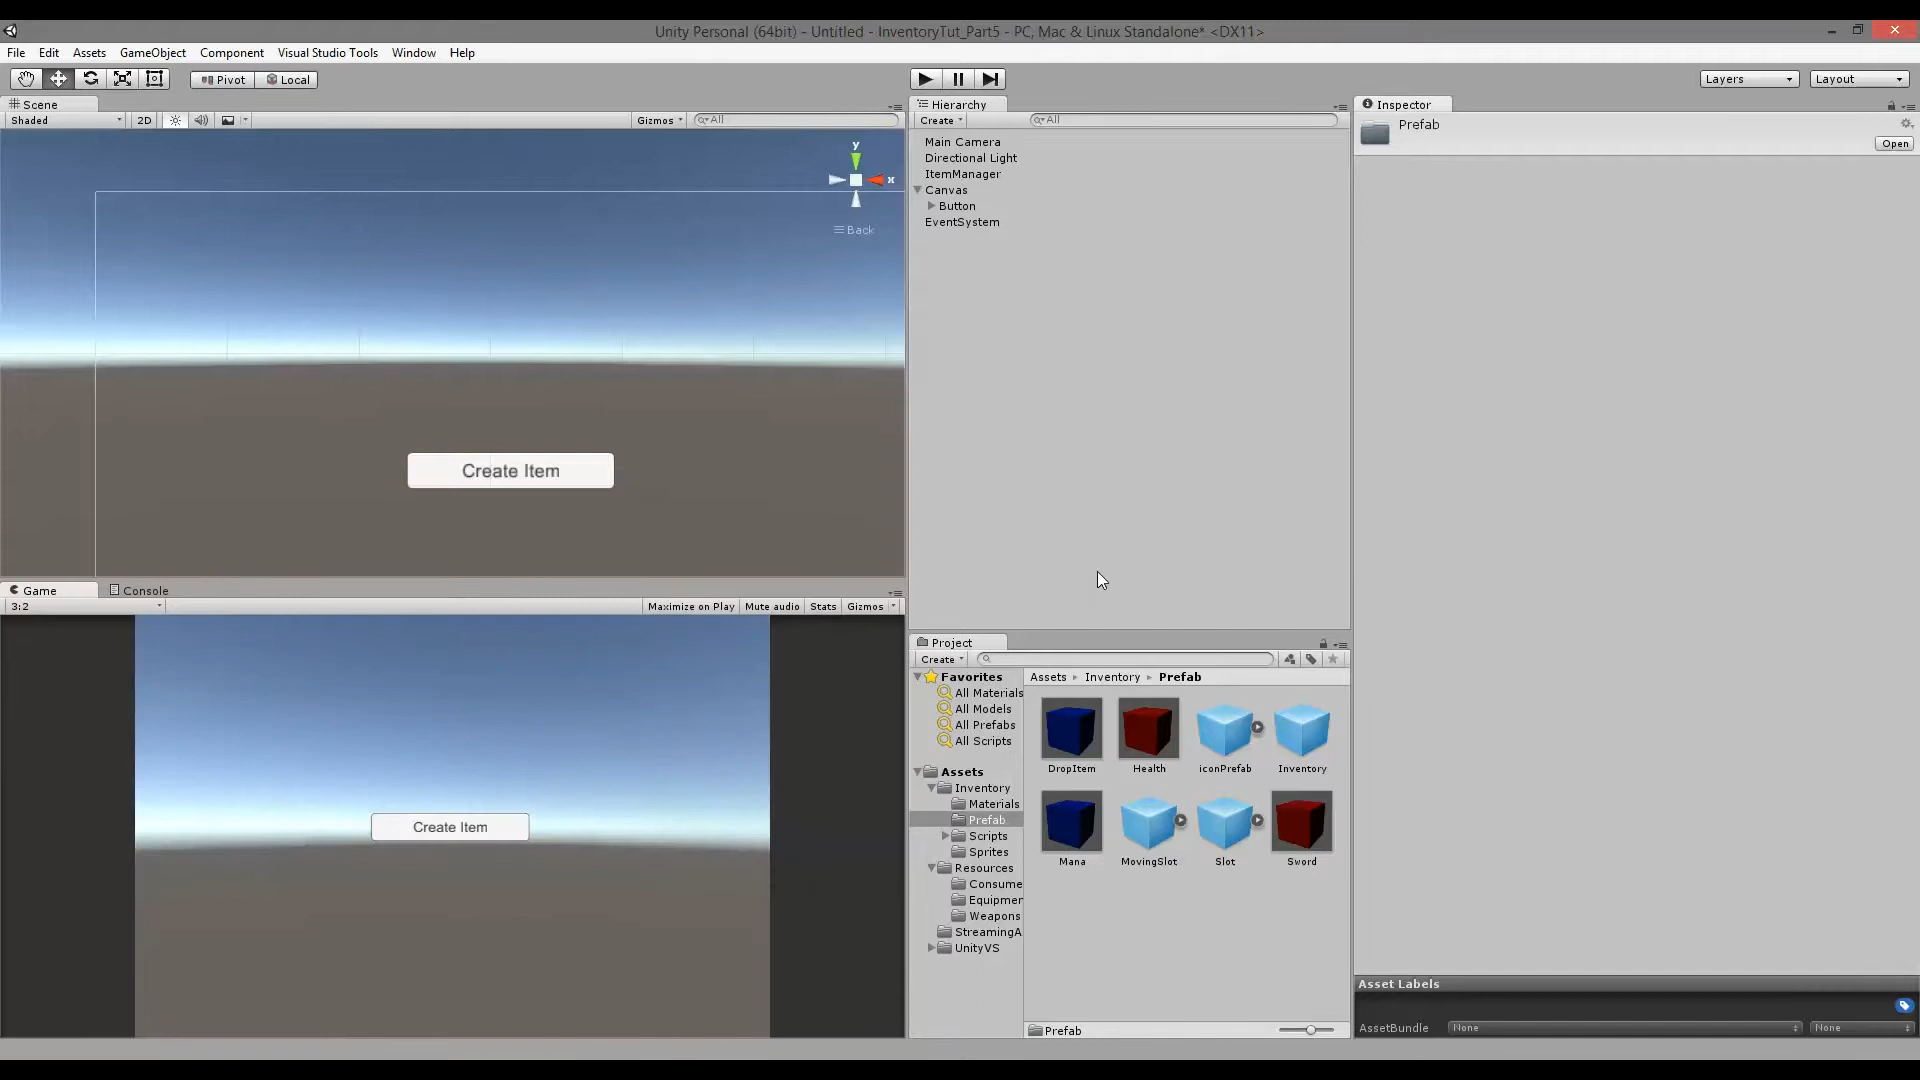 Unity Personal (64bit) - Untitled - InventoryTut_Part5 - PC, Mac & Linux Standalone* <DX11>
File Edit Assets GameObject Component Visual Studio Tools Window Help
Pivot Local
Layers Layout
Scene
Shaded 2D Gizmos All
y
x
Back
Create Item
Game Console
3:2 Maximize on Play Mute audio Stats Gizmos
Create Item
Hierarchy
Create All
Main Camera
Directional Light
ItemManager
Canvas
Button
EventSystem
Project
Create
Favorites
All Materials
All Models
All Prefabs
All Scripts
Assets
Inventory
Materials
Prefab
Scripts
Sprites
Resources
Consume
Equipmer
Weapons
StreamingA
UnityVS
Assets Inventory Prefab
DropItem Health iconPrefab Inventory
Mana MovingSlot Slot Sword
Prefab
Inspector
Prefab
Open
Asset Labels
AssetBundle None None